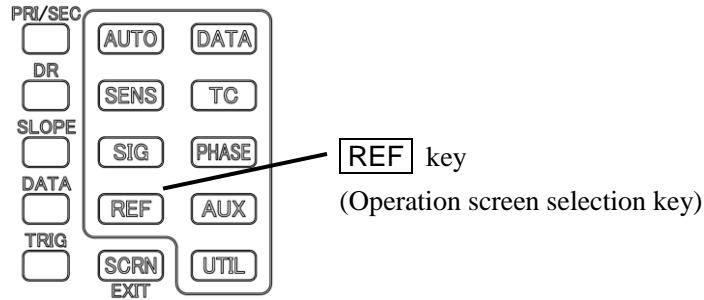 PRI/SEC
AUTO DATA
DR
SENS TC
SLOPE
SIG PHASE
REF key
DATA
(Operation screen selection key)
REF AUX
TRIG
SCRN UTIL
EXIT